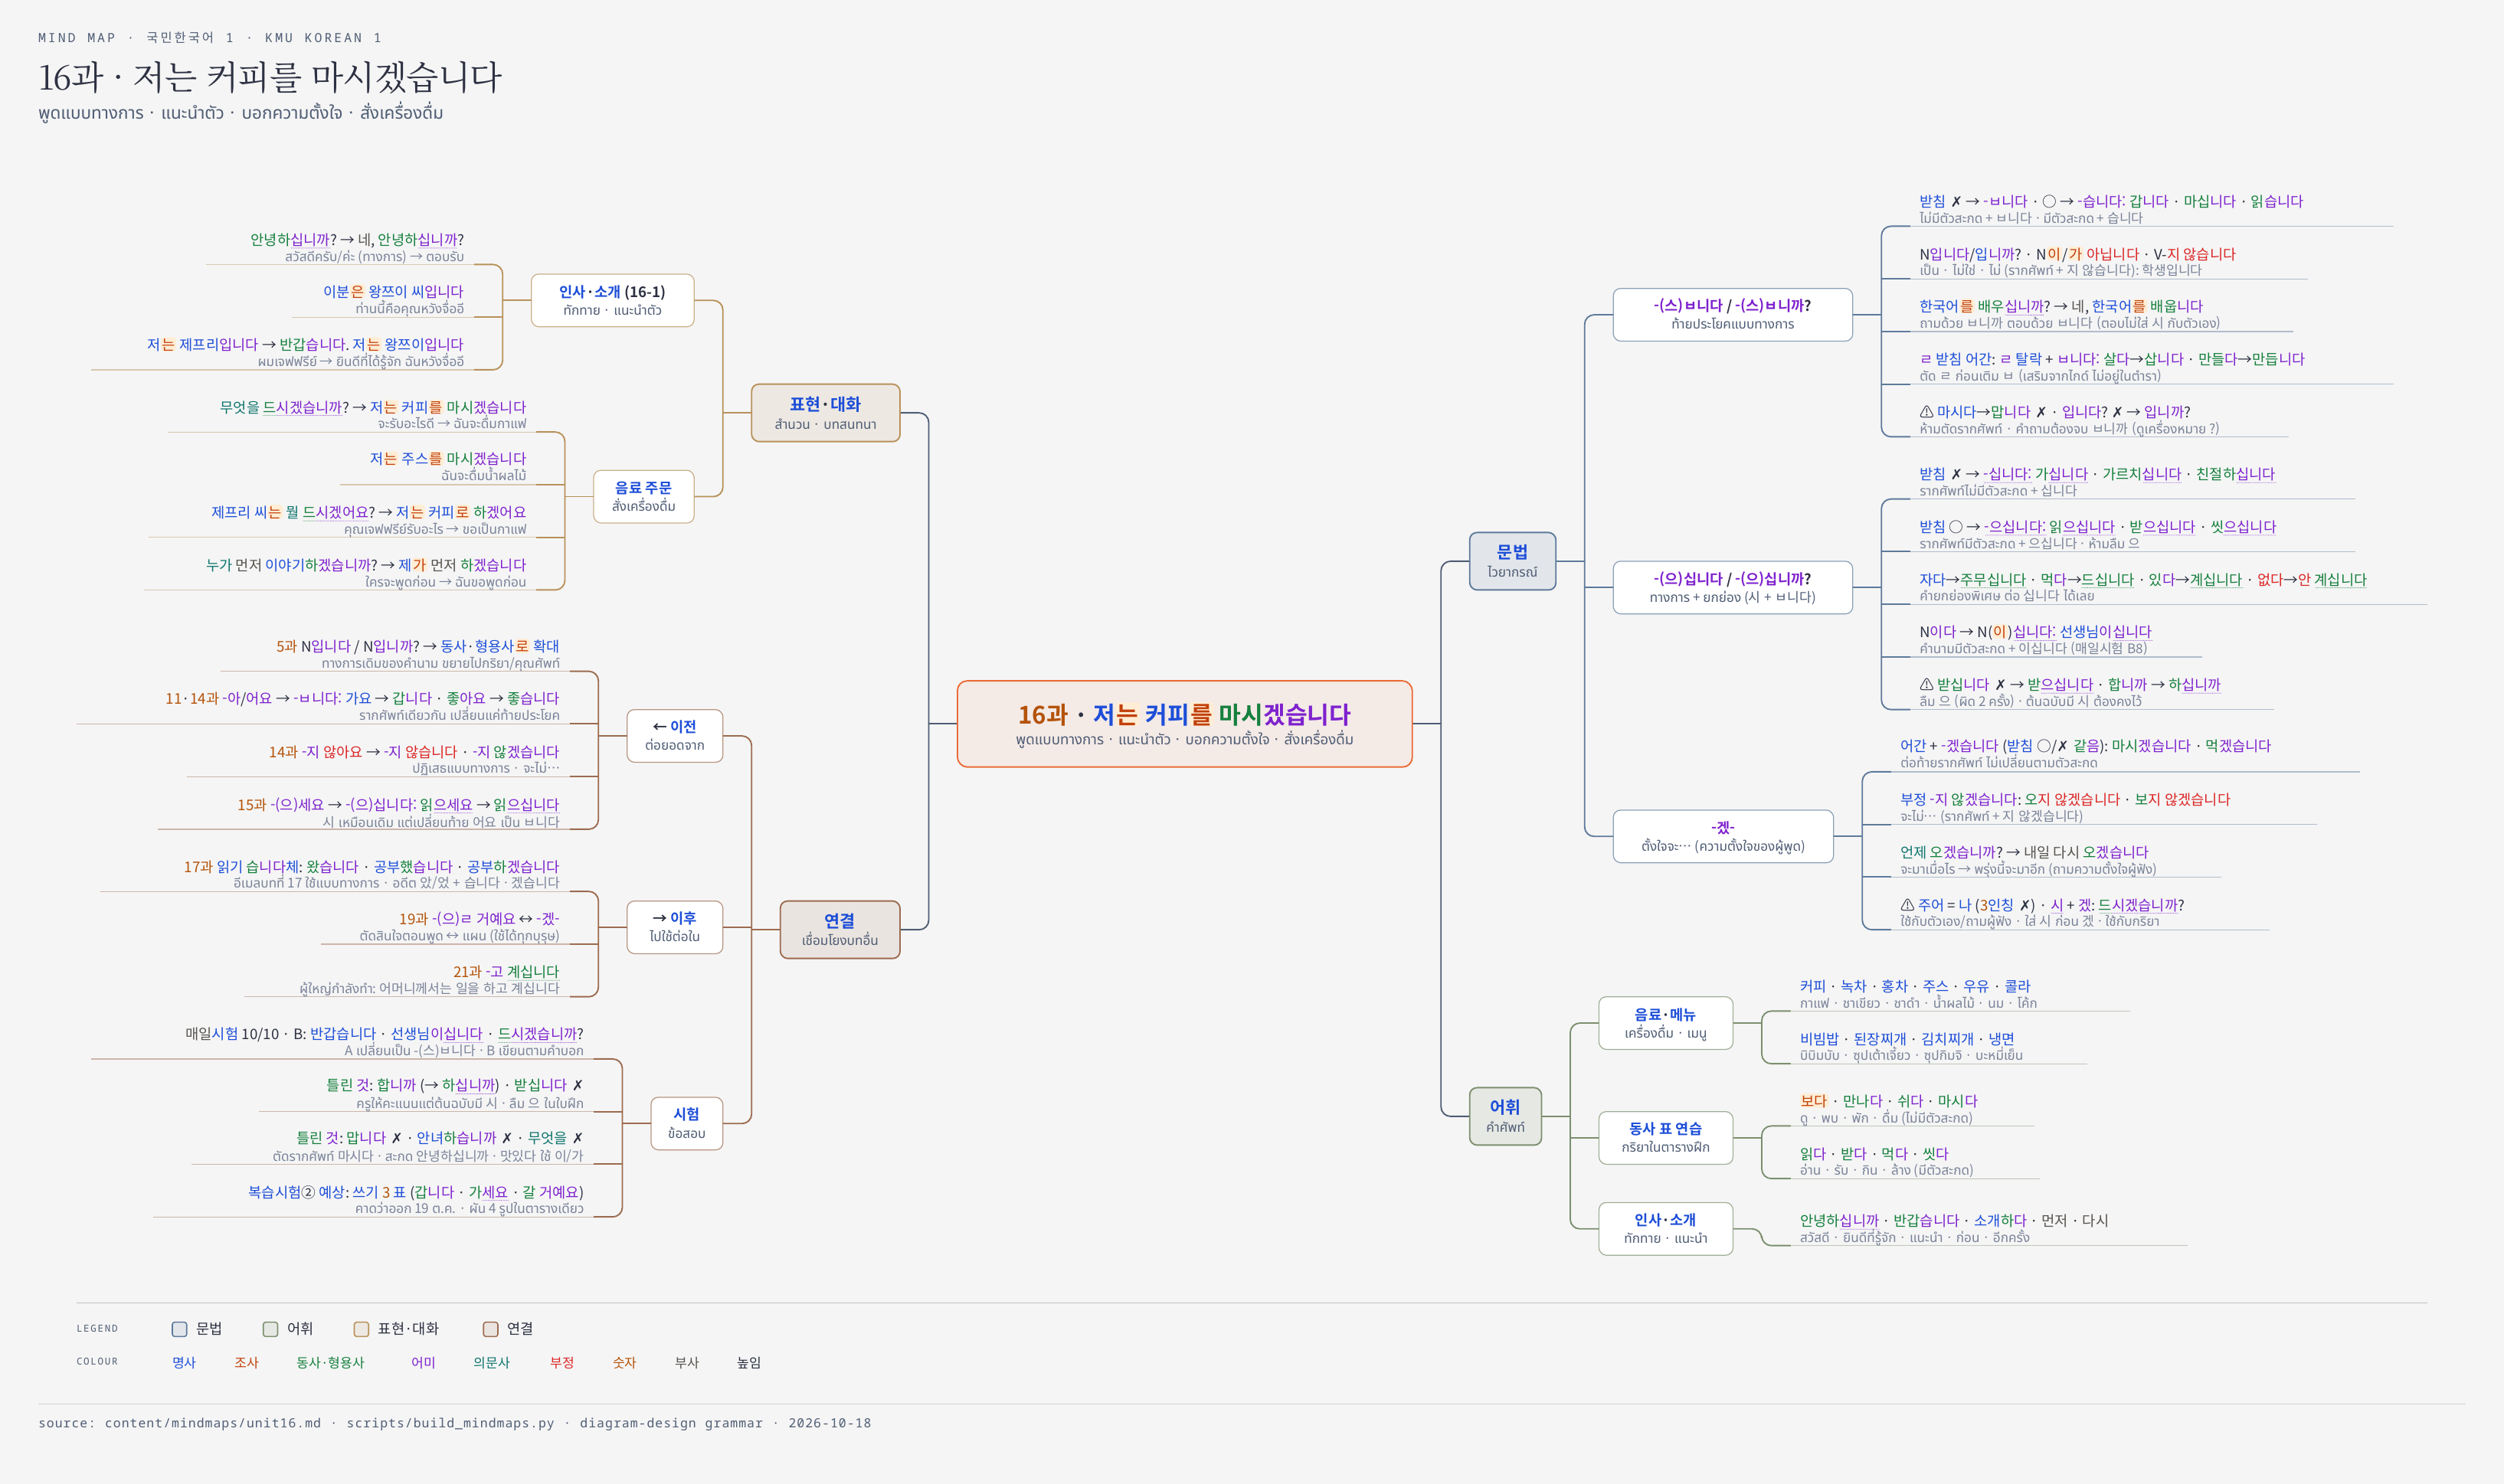 MIND MAP · 국민한국어 1 · KMU KOREAN 1
16과 · 저는 커피를 마시겠습니다
พูดแบบทางการ · แนะนำตัว · บอกความตั้งใจ · สั่งเครื่องดื่ม
안녕하십니까? → 네, 안녕하십니까?
สวัสดีครับ/ค่ะ (ทางการ) → ตอบรับ
이분은 왕쯔이 씨입니다
ท่านนี้คือคุณหวังจื่ออี
저는 제프리입니다 → 반갑습니다. 저는 왕쯔이입니다
ผมเจฟฟรีย์ → ยินดีที่ได้รู้จัก ฉันหวังจื่ออี
인사·소개 (16-1)
ทักทาย · แนะนำตัว
무엇을 드시겠습니까? → 저는 커피를 마시겠습니다
จะรับอะไรดี → ฉันจะดื่มกาแฟ
저는 주스를 마시겠습니다
ฉันจะดื่มน้ำผลไม้
제프리 씨는 뭘 드시겠어요? → 저는 커피로 하겠어요
คุณเจฟฟรีย์รับอะไร → ขอเป็นกาแฟ
누가 먼저 이야기하겠습니까? → 제가 먼저 하겠습니다
ใครจะพูดก่อน → ฉันขอพูดก่อน
음료 주문
สั่งเครื่องดื่ม
표현·대화
สำนวน · บทสนทนา
5과 N입니다 / N입니까? → 동사·형용사로 확대
ทางการเดิมของคำนาม ขยายไปกริยา/คุณศัพท์
11·14과 -아/어요 → -ㅂ니다: 가요 → 갑니다 · 좋아요 → 좋습니다
รากศัพท์เดียวกัน เปลี่ยนแค่ท้ายประโยค
14과 -지 않아요 → -지 않습니다 · -지 않겠습니다
ปฏิเสธแบบทางการ · จะไม่…
15과 -(으)세요 → -(으)십니다: 읽으세요 → 읽으십니다
시 เหมือนเดิม แต่เปลี่ยนท้าย 어요 เป็น ㅂ니다
← 이전
ต่อยอดจาก
17과 읽기 습니다체: 왔습니다 · 공부했습니다 · 공부하겠습니다
อีเมลบทที่ 17 ใช้แบบทางการ · อดีต 았/었 + 습니다 · 겠습니다
19과 -(으)ㄹ 거예요 ↔ -겠-
ตัดสินใจตอนพูด ↔ แผน (ใช้ได้ทุกบุรุษ)
21과 -고 계십니다
ผู้ใหญ่กำลังทำ: 어머니께서는 일을 하고 계십니다
→ 이후
ไปใช้ต่อใน
매일시험 10/10 · B: 반갑습니다 · 선생님이십니다 · 드시겠습니까?
A เปลี่ยนเป็น -(스)ㅂ니다 · B เขียนตามคำบอก
틀린 것: 합니까 (→ 하십니까) · 받십니다 ✗
ครูให้คะแนนแต่ต้นฉบับมี 시 · ลืม 으 ในใบฝึก
틀린 것: 맙니다 ✗ · 안녀하습니까 ✗ · 무엇을 ✗
ตัดรากศัพท์ 마시다 · สะกด 안녕하십니까 · 맛있다 ใช้ 이/가
복습시험② 예상: 쓰기 3 표 (갑니다 · 가세요 · 갈 거예요)
คาดว่าออก 19 ต.ค. · ผัน 4 รูปในตารางเดียว
시험
ข้อสอบ
연결
เชื่อมโยงบทอื่น
16과 · 저는 커피를 마시겠습니다
พูดแบบทางการ · แนะนำตัว · บอกความตั้งใจ · สั่งเครื่องดื่ม
문법
ไวยากรณ์
-(스)ㅂ니다 / -(스)ㅂ니까?
ท้ายประโยคแบบทางการ
받침 ✗ → -ㅂ니다 · ◯ → -습니다: 갑니다 · 마십니다 · 읽습니다
ไม่มีตัวสะกด + ㅂ니다 · มีตัวสะกด + 습니다
N입니다/입니까? · N이/가 아닙니다 · V-지 않습니다
เป็น · ไม่ใช่ · ไม่ (รากศัพท์ + 지 않습니다): 학생입니다
한국어를 배우십니까? → 네, 한국어를 배웁니다
ถามด้วย ㅂ니까 ตอบด้วย ㅂ니다 (ตอบไม่ใส่ 시 กับตัวเอง)
ㄹ 받침 어간: ㄹ 탈락 + ㅂ니다: 살다→삽니다 · 만들다→만듭니다
ตัด ㄹ ก่อนเติม ㅂ (เสริมจากไกด์ ไม่อยู่ในตำรา)
⚠ 마시다→맙니다 ✗ · 입니다? ✗ → 입니까?
ห้ามตัดรากศัพท์ · คำถามต้องจบ ㅂ니까 (ดูเครื่องหมาย ?)
-(으)십니다 / -(으)십니까?
ทางการ + ยกย่อง (시 + ㅂ니다)
받침 ✗ → -십니다: 가십니다 · 가르치십니다 · 친절하십니다
รากศัพท์ไม่มีตัวสะกด + 십니다
받침 ◯ → -으십니다: 읽으십니다 · 받으십니다 · 씻으십니다
รากศัพท์มีตัวสะกด + 으십니다 · ห้ามลืม 으
자다→주무십니다 · 먹다→드십니다 · 있다→계십니다 · 없다→안 계십니다
คำยกย่องพิเศษ ต่อ 십니다 ได้เลย
N이다 → N(이)십니다: 선생님이십니다
คำนามมีตัวสะกด + 이십니다 (매일시험 B8)
⚠ 받십니다 ✗ → 받으십니다 · 합니까 → 하십니까
ลืม 으 (ผิด 2 ครั้ง) · ต้นฉบับมี 시 ต้องคงไว้
-겠-
ตั้งใจจะ… (ความตั้งใจของผู้พูด)
어간 + -겠습니다 (받침 ◯/✗ 같음): 마시겠습니다 · 먹겠습니다
ต่อท้ายรากศัพท์ ไม่เปลี่ยนตามตัวสะกด
부정 -지 않겠습니다: 오지 않겠습니다 · 보지 않겠습니다
จะไม่… (รากศัพท์ + 지 않겠습니다)
언제 오겠습니까? → 내일 다시 오겠습니다
จะมาเมื่อไร → พรุ่งนี้จะมาอีก (ถามความตั้งใจผู้ฟัง)
⚠ 주어 = 나 (3인칭 ✗) · 시 + 겠: 드시겠습니까?
ใช้กับตัวเอง/ถามผู้ฟัง · ใส่ 시 ก่อน 겠 · ใช้กับกริยา
어휘
คำศัพท์
음료·메뉴
เครื่องดื่ม · เมนู
커피 · 녹차 · 홍차 · 주스 · 우유 · 콜라
กาแฟ · ชาเขียว · ชาดำ · น้ำผลไม้ · นม · โค้ก
비빔밥 · 된장찌개 · 김치찌개 · 냉면
บิบิมบับ · ซุปเต้าเจี้ยว · ซุปกิมจิ · บะหมี่เย็น
동사 표 연습
กริยาในตารางฝึก
보다 · 만나다 · 쉬다 · 마시다
ดู · พบ · พัก · ดื่ม (ไม่มีตัวสะกด)
읽다 · 받다 · 먹다 · 씻다
อ่าน · รับ · กิน · ล้าง (มีตัวสะกด)
인사·소개
ทักทาย · แนะนำ
안녕하십니까 · 반갑습니다 · 소개하다 · 먼저 · 다시
สวัสดี · ยินดีที่รู้จัก · แนะนำ · ก่อน · อีกครั้ง
LEGEND 문법 어휘 표현·대화 연결
COLOUR 명사 조사 동사·형용사 어미 의문사 부정 숫자 부사 높임
source: content/mindmaps/unit16.md · scripts/build_mindmaps.py · diagram-design grammar · 2026-10-18